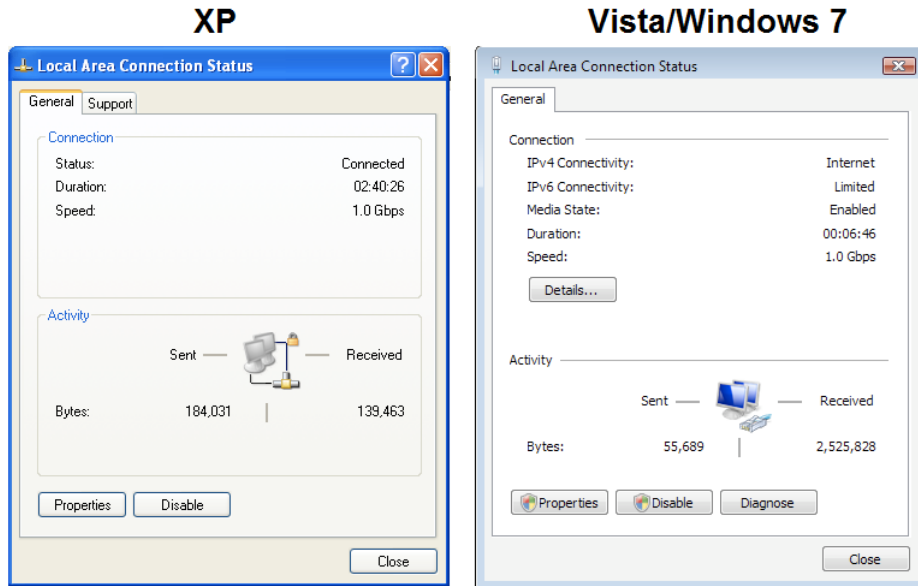 XP
Local Area Connection Status
General Support
Connection
Status: Connected
Duration: 02:40:26
Speed: 1.0 Gbps
Activity
Sent Received
Bytes: 184,031 139,463
Properties Disable
Close
Vista/Windows 7
Local Area Connection Status
General
Connection
IPv4 Connectivity: Internet
IPv6 Connectivity: Limited
Media State: Enabled
Duration: 00:06:46
Speed: 1.0 Gbps
Details...
Activity
Sent Received
Bytes: 55,689 2,525,828
Properties Disable Diagnose
Close